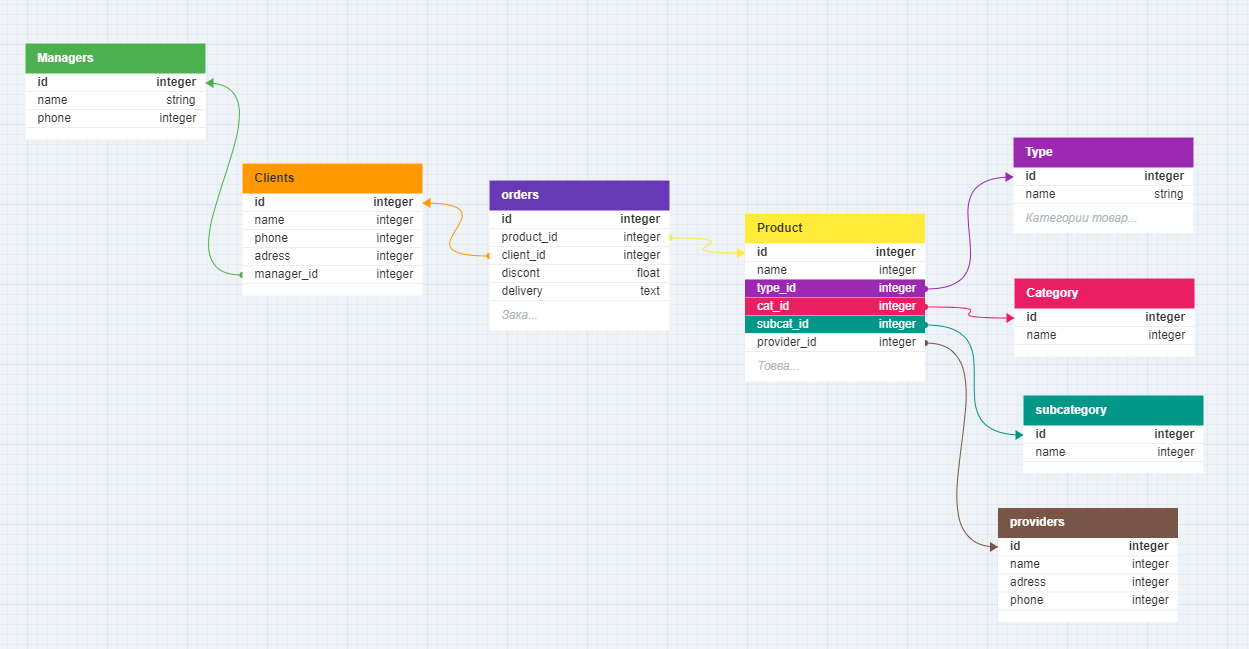 Managers
id integer
name string
phone integer
Clients
id integer
name integer
phone integer
adress integer
manager_id integer
orders
id integer
product_id integer
client_id integer
discont float
delivery text
Зака...
Product
id integer
name integer
type_id integer
cat_id integer
subcat_id integer
provider_id integer
Товва...
Type
id integer
name string
Категории товар...
Category
id integer
name integer
subcategory
id integer
name integer
providers
id integer
name integer
adress integer
phone integer